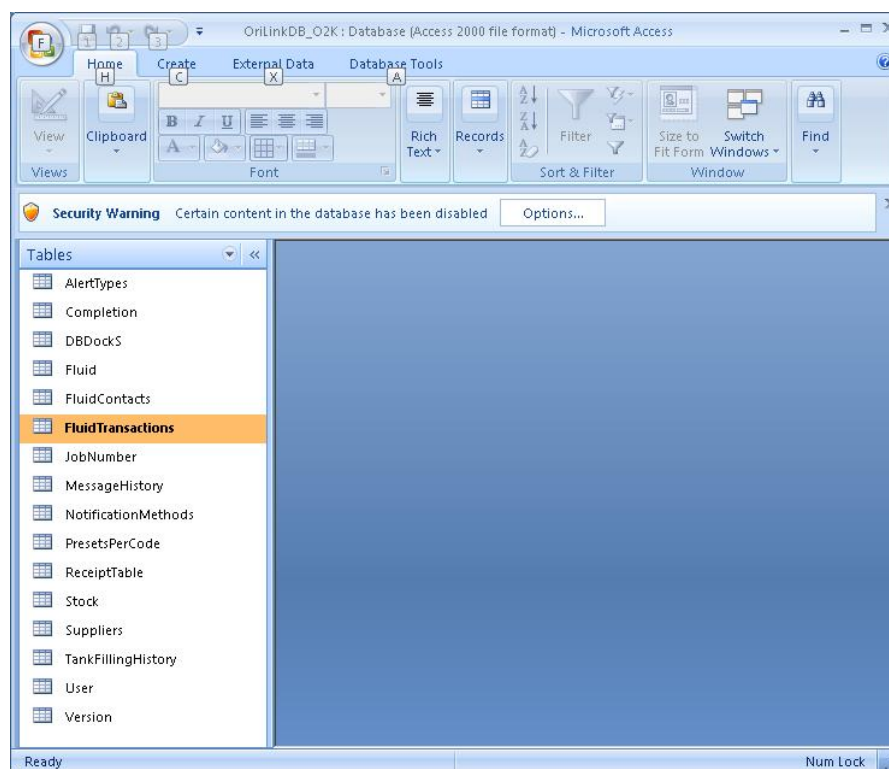 OriLinkDB_O2K : Database (Access 2000 file format) - Microsoft Access
F
1 2 3
Home Create External Data Database Tools
H C X A
View
Clipboard
B I U
A
Rich Text
Records
Filter
Size to Fit Form
Switch Windows
Find
Views
Font
Sort & Filter
Window
Security Warning Certain content in the database has been disabled Options...
Tables
AlertTypes
Completion
DBDockS
Fluid
FluidContacts
FluidTransactions
JobNumber
MessageHistory
NotificationMethods
PresetsPerCode
ReceiptTable
Stock
Suppliers
TankFillingHistory
User
Version
Ready Num Lock